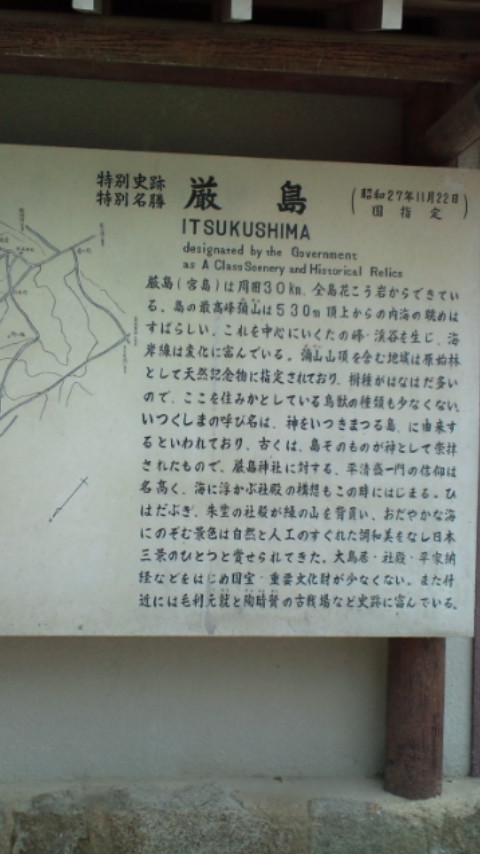 特別史跡
特別名勝
厳島
(昭和27年11月22日
国指定)
ITSUKUSHIMA
designated by the Government
as A Class Scenery and Historical Relics
厳島(宮島)は周囲30km、全島花こう岩からできてい
る。島の最高峰彌山は530m頂上からの内海の眺めは
すばらしい。これを中心にいくたの峰・渓谷を生じ、海
岸線は変化に富んでいる。彌山山頂を含む地域は原始林
として天然記念物に指定されており、樹種がはなはだ多い
ので、ここを住みかとしている鳥獣の種類も少なくない。
いつくしまの呼び名は、神をいつきまつる島、に由来す
るといわれており、古くは、島そのものが神として崇拝
されたもので、厳島神社に対する、平清盛一門の信仰は
名高く、海に浮かぶ社殿の構想もこの時にはじまる。ひ
はだぶき、朱塗の社殿が緑の山を背負い、おだやかな海
にのぞむ景色は自然と人工のすぐれた調和美をなし日本
三景のひとつと賞せられてきた。大鳥居・社殿・平家納
経などをはじめ国宝・重要文化財が少なくない。また付
近には毛利元就と陶晴賢の古戦場など史跡に富んでいる。